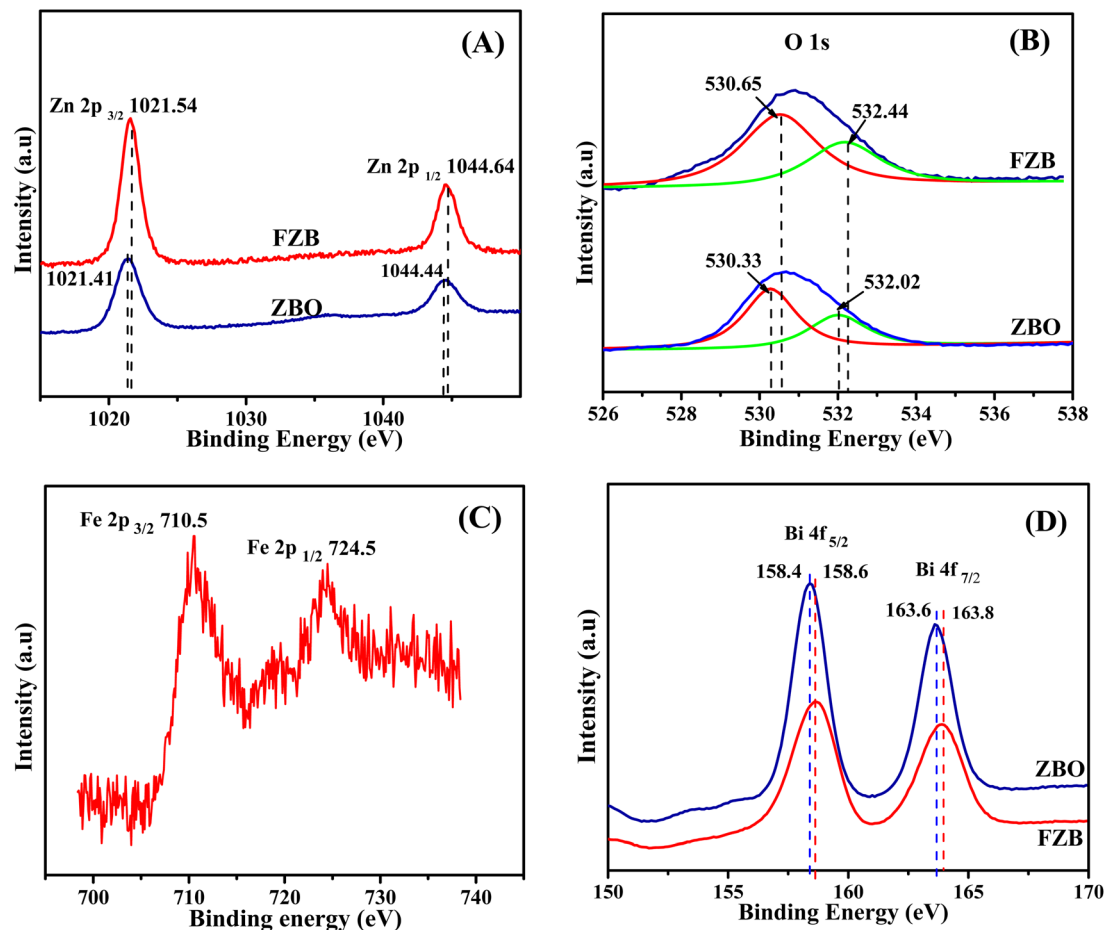 (A)
Zn 2p 3/2 1021.54
Zn 2p 1/2 1044.64
FZB
1021.41
1044.44
ZBO
Intensity (a.u)
1020 1030 1040
Binding Energy (eV)
(B)
O 1s
530.65
532.44
FZB
530.33
532.02
ZBO
Intensity (a.u)
526 528 530 532 534 536 538
Binding Energy (eV)
(C)
Fe 2p 3/2 710.5
Fe 2p 1/2 724.5
Intensity (a.u)
700 710 720 730 740
Binding energy (eV)
(D)
Bi 4f 5/2
158.4 158.6
Bi 4f 7/2
163.6 163.8
ZBO
FZB
Intensity (a.u)
150 155 160 165 170
Binding Energy (eV)